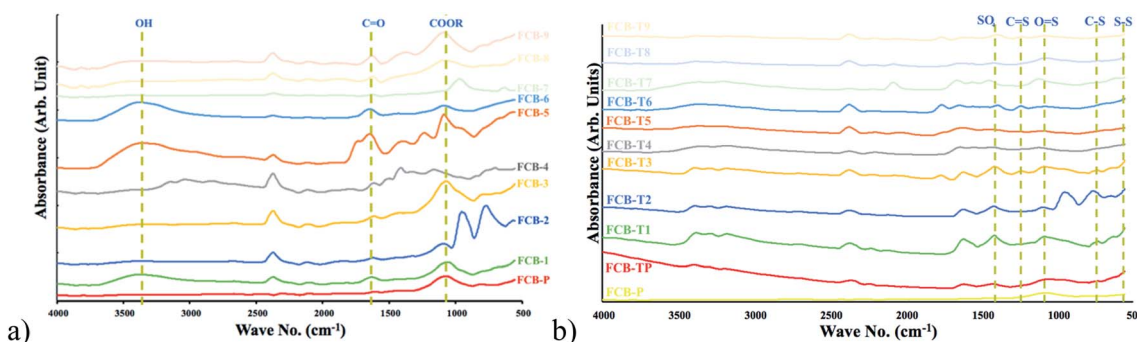 OH C=O COOR
FCB-9
FCB-8
FCB-7
FCB-6
FCB-5
FCB-4
FCB-3
FCB-2
FCB-1
FCB-P
Absorbance (Arb. Unit)
4000 3500 3000 2500 2000 1500 1000 500
Wave No. (cm⁻¹)
a)
SOₓ C=S O=S C-S S-S
FCB-T9
FCB-T8
FCB-T7
FCB-T6
FCB-T5
FCB-T4
FCB-T3
FCB-T2
FCB-T1
FCB-TP
FCB-P
Absorbance (Arb. Units)
4000 3500 3000 2500 2000 1500 1000 50
Wave No. (cm⁻¹)
b)